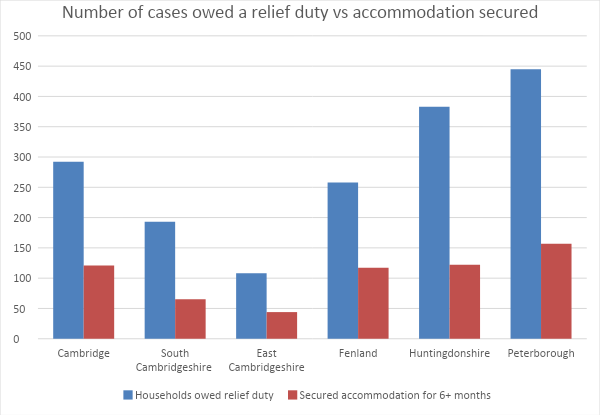 Number of cases owed a relief duty vs accommodation secured
500
450
400
350
300
250
200
150
100
50
0
Cambridge
South
Cambridgeshire
East
Cambridgeshire
Fenland
Huntingdonshire
Peterborough
Households owed relief duty
Secured accommodation for 6+ months